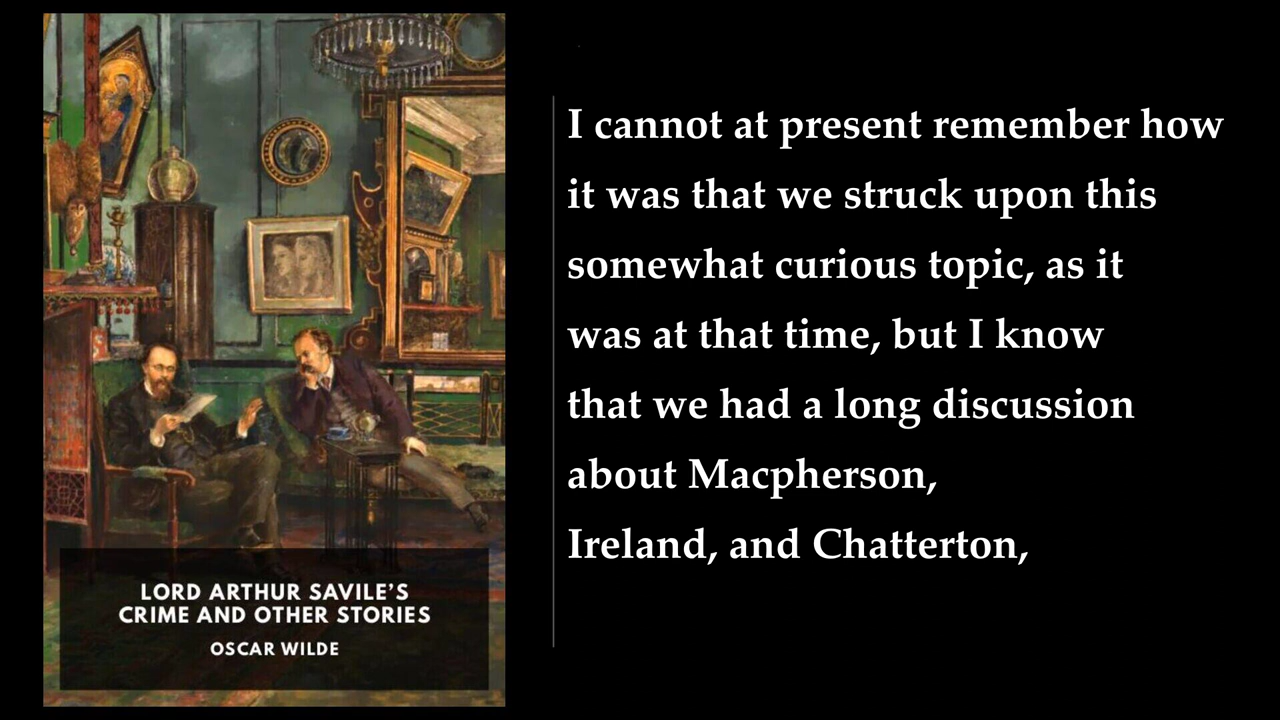 I cannot at present remember how
it was that we struck upon this
somewhat curious topic, as it
was at that time, but I know
that we had a long discussion
about Macpherson,
Ireland, and Chatterton,
LORD ARTHUR SAVILE’S
CRIME AND OTHER STORIES
OSCAR WILDE